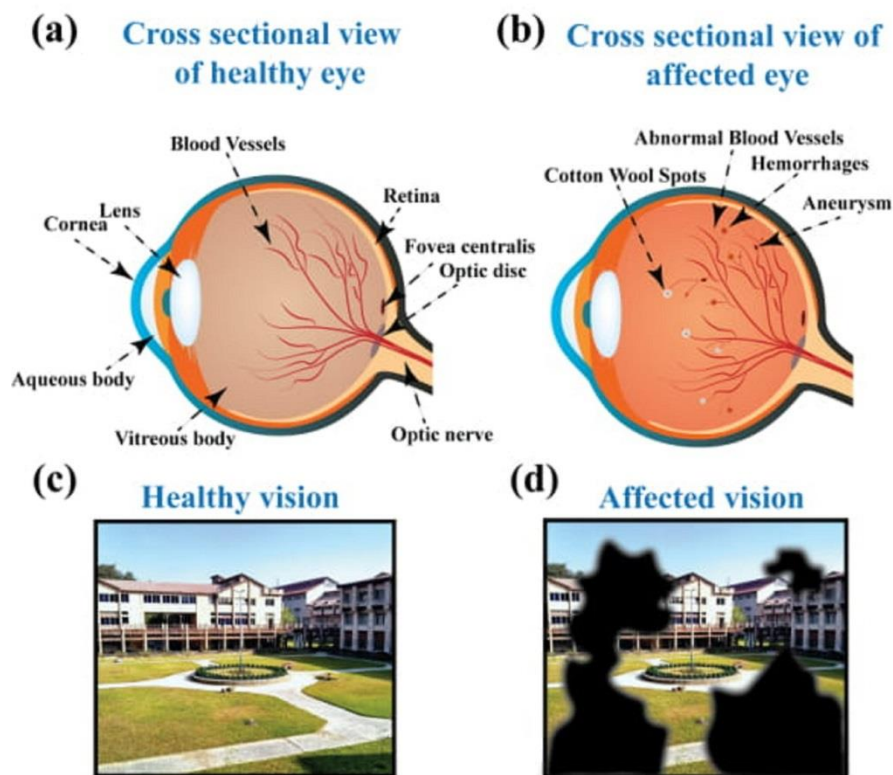 (a)
Cross sectional view
of healthy eye
Blood Vessels
Lens
Cornea
Retina
Fovea centralis
Optic disc
Aqueous body
Vitreous body
Optic nerve
(b)
Cross sectional view of
affected eye
Abnormal Blood Vessels
Hemorrhages
Cotton Wool Spots
Aneurysm
(c)
Healthy vision
(d)
Affected vision